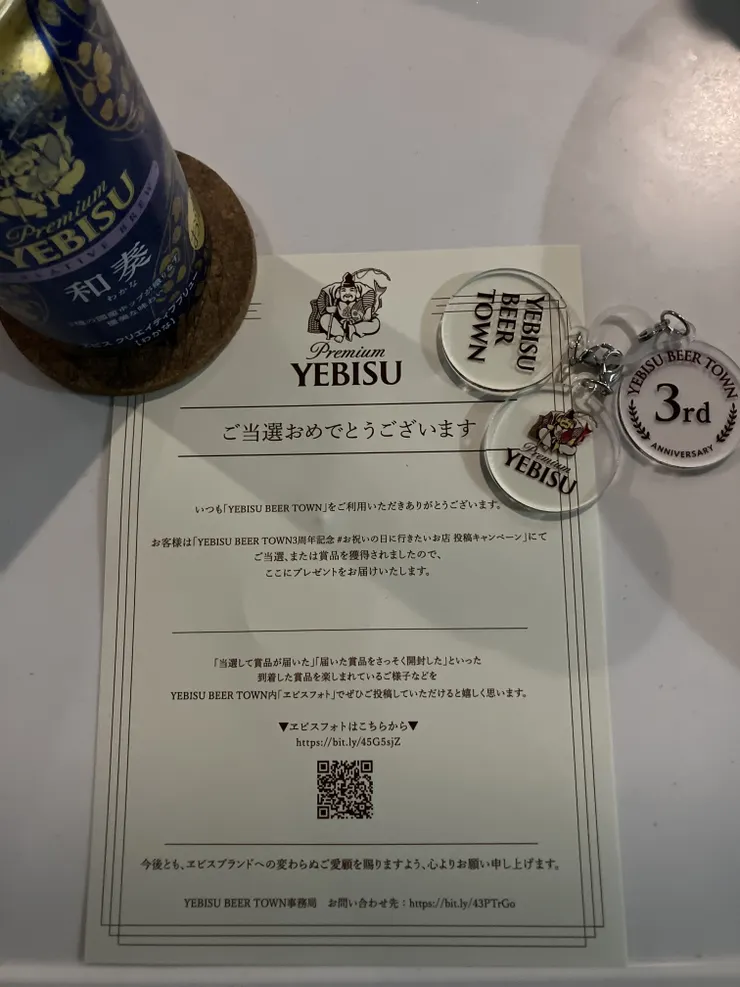 Premium
YEBISU
CREATIVE BREW
和奏
わかな
Premium
YEBISU
ご当選おめでとうございます
いつも「YEBISU BEER TOWN」をご利用いただきありがとうございます。
お客様は「YEBISU BEER TOWN3周年記念 #お祝いの日に行きたいお店 投稿キャンペーン」にて
ご当選、または賞品を獲得されましたので、
ここにプレゼントをお届けいたします。
「当選して賞品が届いた」「届いた賞品をさっそく開封した」といった
到着した賞品を楽しまれているご様子などを
YEBISU BEER TOWN内「ヱビスフォト」でぜひご投稿していただけると嬉しく思います。
▼ヱビスフォトはこちらから▼
https://bit.ly/45G5sjZ
今後とも、ヱビスブランドへの変わらぬご愛顧を賜りますよう、心よりお願い申し上げます。
YEBISU BEER TOWN事務局 お問い合わせ先：https://bit.ly/43PTrGo
YEBISU
BEER
TOWN
Premium
YEBISU
YEBISU BEER TOWN
3rd
ANNIVERSARY